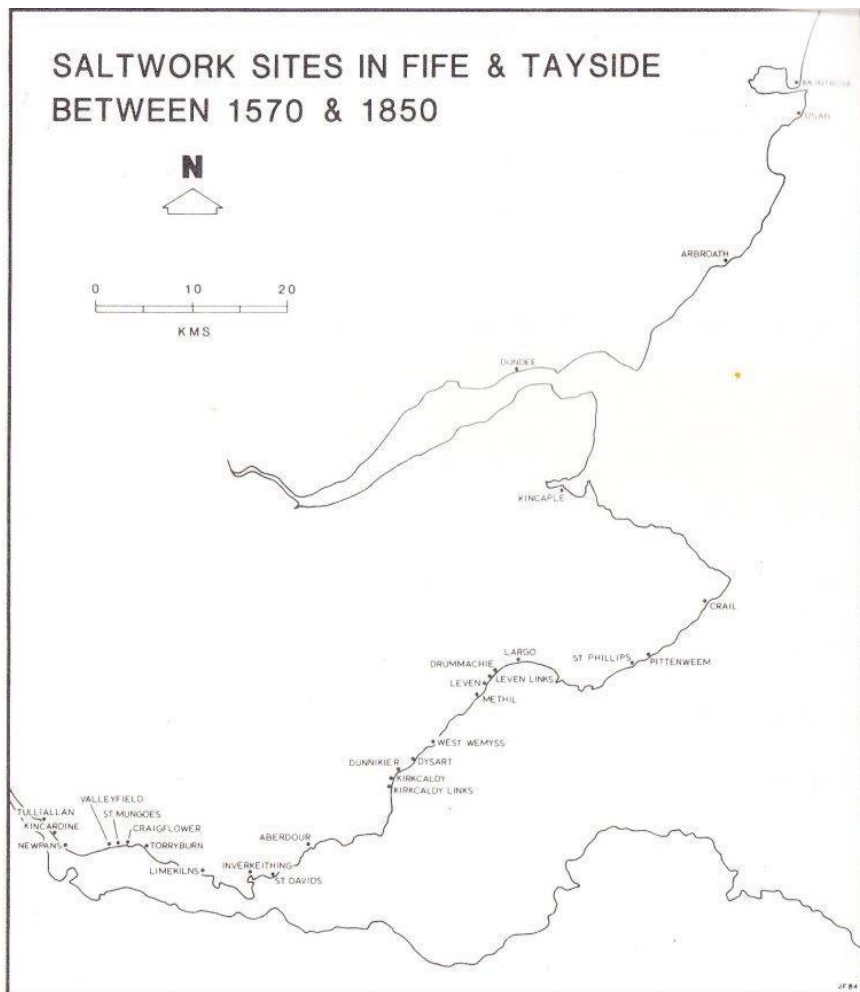 SALTWORK SITES IN FIFE & TAYSIDE
BETWEEN 1570 & 1850
N
0 10 20
KMS
MONTROSE
USAN
ARBROATH
DUNDEE
KINCAPLE
CRAIL
LARGO
ST PHILLIPS
PITTENWEEM
DRUMMACHIE
LEVEN LINKS
LEVEN
METHIL
WEST WEMYSS
DUNNIKIER
DYSART
KIRKCALDY
KIRKCALDY LINKS
VALLEYFIELD
TULLIALLAN
ST MUNGOES
KINCARDINE
CRAIGFLOWER
NEWPANS
TORRYBURN
ABERDOUR
LIMEKILNS
INVERKEITHING
ST DAVIDS
JF84